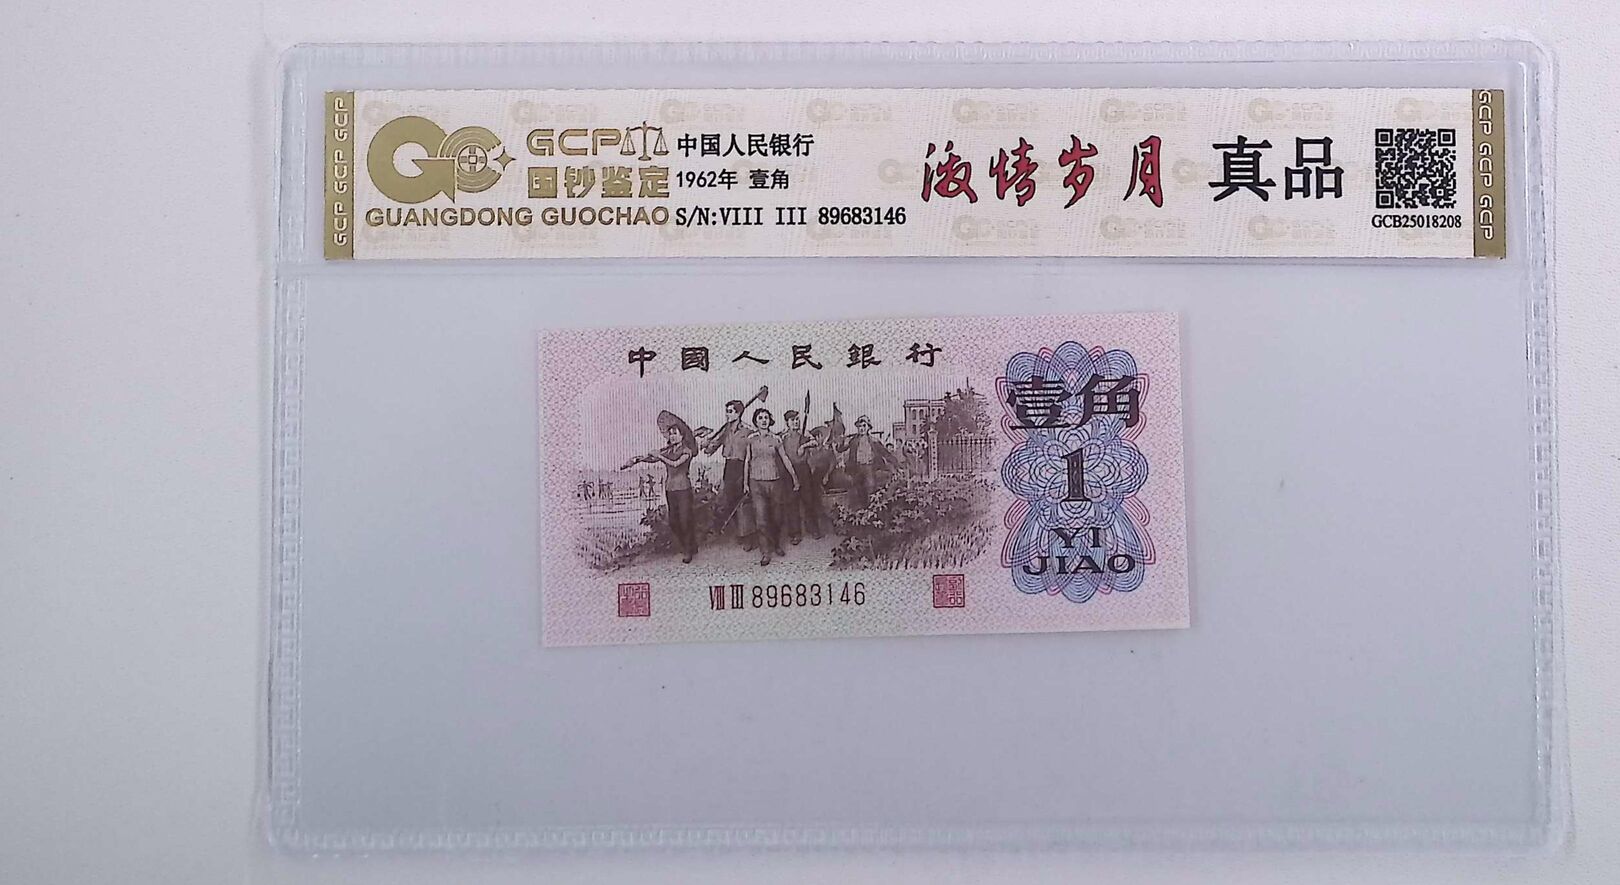 GCP GCP GCP
GCP
国钞鉴定
GUANGDONG GUOCHAO
中国人民银行
1962年 壹角
S/N:VIII III 89683146
激情岁月
真品
GCB25018208
GCP GCP GCP
中國人民銀行
壹角
1
YI
JIAO
VIII III 89683146